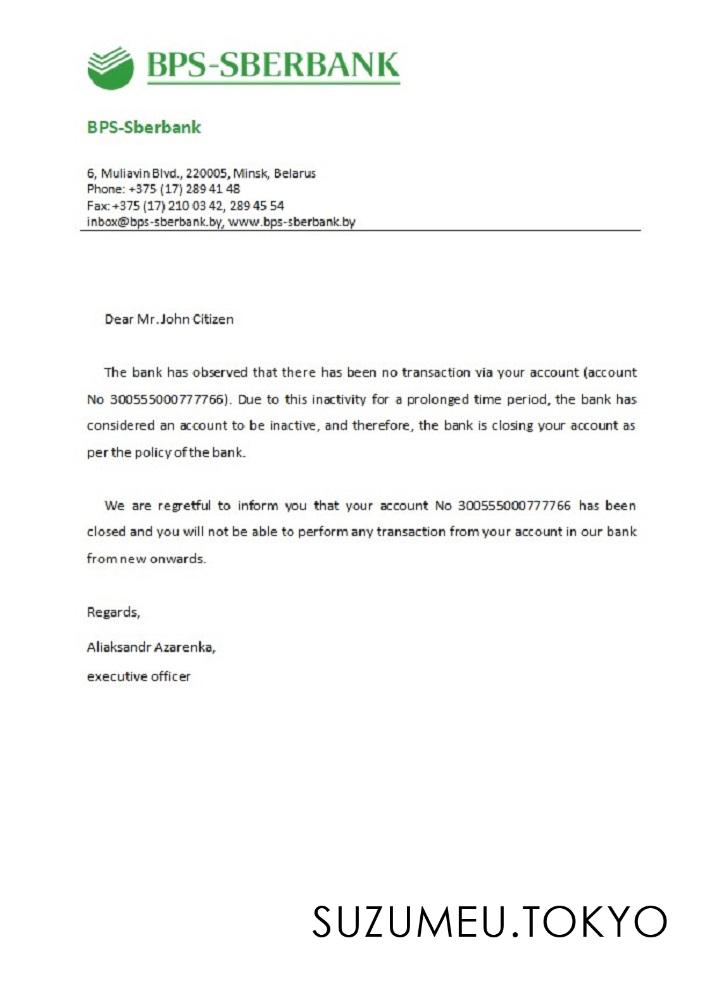 BPS-SBERBANK
BPS-Sberbank
6, Muliavin Blvd., 220005, Minsk, Belarus
Phone: +375 (17) 289 41 48
Fax: +375 (17) 210 03 42, 289 45 54
inbox@bps-sberbank.by, www.bps-sberbank.by
Dear Mr. John Citizen
The bank has observed that there has been no transaction via your account (account
No 300555000777766). Due to this inactivity for a prolonged time period, the bank has
considered an account to be inactive, and therefore, the bank is closing your account as
per the policy of the bank.
We are regretful to inform you that your account No 300555000777766 has been
closed and you will not be able to perform any transaction from your account in our bank
from new onwards.
Regards,
Aliaksandr Azarenka,
executive officer
SUZUMEU.TOKYO